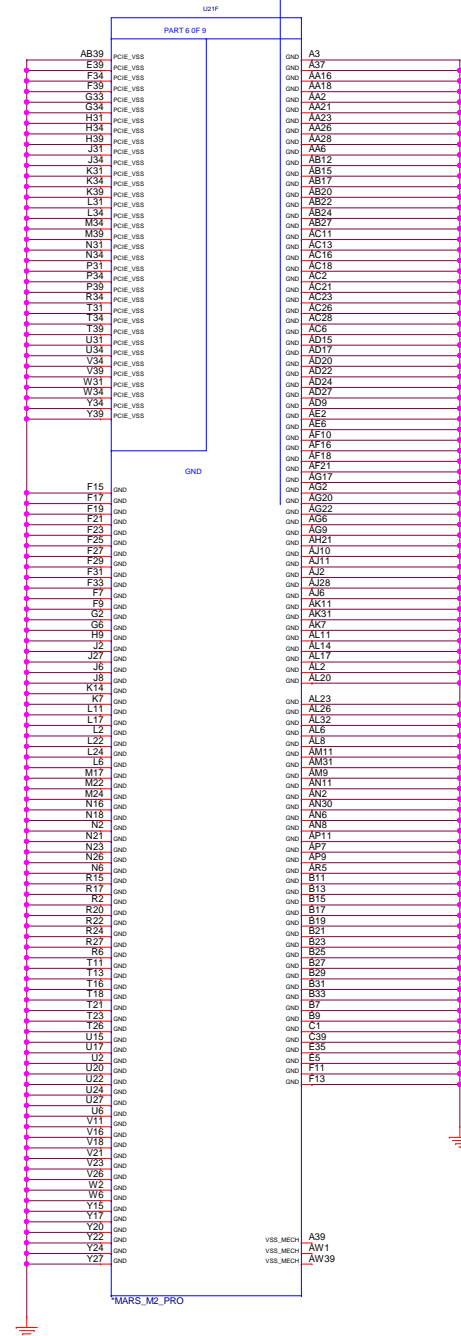 U21F
PART 6 0F 9
AB39 PCIE_VSS
E39 PCIE_VSS
F34 PCIE_VSS
F39 PCIE_VSS
G33 PCIE_VSS
G34 PCIE_VSS
H31 PCIE_VSS
H34 PCIE_VSS
H39 PCIE_VSS
J31 PCIE_VSS
J34 PCIE_VSS
K31 PCIE_VSS
K34 PCIE_VSS
K39 PCIE_VSS
L31 PCIE_VSS
L34 PCIE_VSS
M34 PCIE_VSS
M39 PCIE_VSS
N31 PCIE_VSS
N34 PCIE_VSS
P31 PCIE_VSS
P34 PCIE_VSS
P39 PCIE_VSS
R34 PCIE_VSS
T31 PCIE_VSS
T34 PCIE_VSS
T39 PCIE_VSS
U31 PCIE_VSS
U34 PCIE_VSS
V34 PCIE_VSS
V39 PCIE_VSS
W31 PCIE_VSS
W34 PCIE_VSS
Y34 PCIE_VSS
Y39 PCIE_VSS
GND
F15 GND
F17 GND
F19 GND
F21 GND
F23 GND
F25 GND
F27 GND
F29 GND
F31 GND
F33 GND
F7 GND
F9 GND
G2 GND
G6 GND
H9 GND
J2 GND
J27 GND
J6 GND
J8 GND
K14 GND
K7 GND
L11 GND
L17 GND
L2 GND
L22 GND
L24 GND
L6 GND
M17 GND
M22 GND
M24 GND
N16 GND
N18 GND
N2 GND
N21 GND
N23 GND
N26 GND
N6 GND
R15 GND
R17 GND
R2 GND
R20 GND
R22 GND
R24 GND
R27 GND
R6 GND
T11 GND
T13 GND
T16 GND
T18 GND
T21 GND
T23 GND
T26 GND
U15 GND
U17 GND
U2 GND
U20 GND
U22 GND
U24 GND
U27 GND
U6 GND
V11 GND
V16 GND
V18 GND
V21 GND
V23 GND
V26 GND
W2 GND
W6 GND
Y15 GND
Y17 GND
Y20 GND
Y22 GND
Y24 GND
Y27 GND
GND A3
GND A37
GND AA16
GND AA18
GND AA2
GND AA21
GND AA23
GND AA26
GND AA28
GND AA6
GND AB12
GND AB15
GND AB17
GND AB20
GND AB22
GND AB24
GND AB27
GND AC11
GND AC13
GND AC16
GND AC18
GND AC2
GND AC21
GND AC23
GND AC26
GND AC28
GND AC6
GND AD15
GND AD17
GND AD20
GND AD22
GND AD24
GND AD27
GND AD9
GND AE2
GND AE6
GND AF10
GND AF16
GND AF18
GND AF21
GND AG17
GND AG2
GND AG20
GND AG22
GND AG6
GND AG9
GND AH21
GND AJ10
GND AJ11
GND AJ2
GND AJ28
GND AJ6
GND AK11
GND AK31
GND AK7
GND AL11
GND AL14
GND AL17
GND AL2
GND AL20
GND AL23
GND AL26
GND AL32
GND AL6
GND AL8
GND AM11
GND AM31
GND AM9
GND AN11
GND AN2
GND AN30
GND AN6
GND AN8
GND AP11
GND AP7
GND AP9
GND AR5
GND B11
GND B13
GND B15
GND B17
GND B19
GND B21
GND B23
GND B25
GND B27
GND B29
GND B31
GND B33
GND B7
GND B9
GND C1
GND C39
GND E35
GND E5
GND F11
GND F13
VSS_MECH A39
VSS_MECH AW1
VSS_MECH AW39
*MARS_M2_PRO